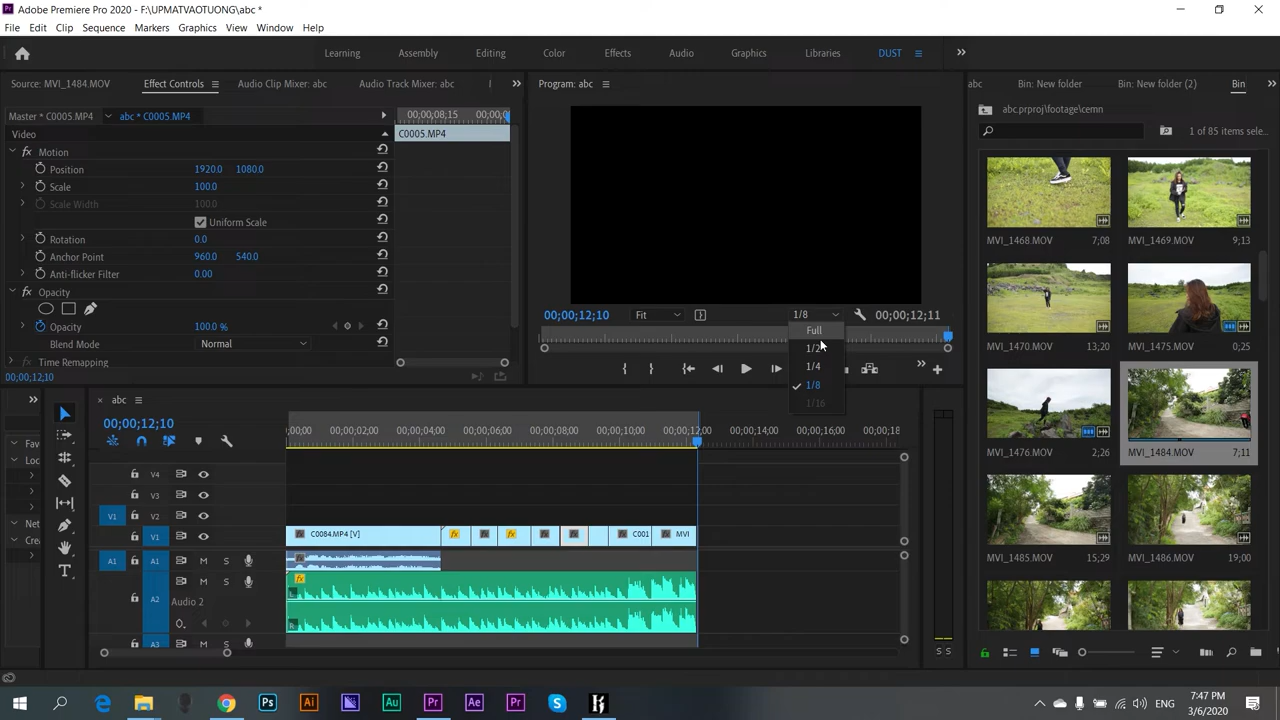 Adobe Premiere Pro 2020 - F:\UPMATVAOTUONG\abc *
File Edit Clip Sequence Markers Graphics View Window Help
Learning Assembly Editing Color Effects Audio Graphics Libraries DUST
Source: MVI_1484.MOV Effect Controls Audio Clip Mixer: abc Audio Track Mixer: abc
Master * C0005.MP4 abc * C0005.MP4
00;00;08;15
Video
C0005.MP4
fx Motion
Position 1920.0 1080.0
Scale 100.0
Scale Width 100.0
Uniform Scale
Rotation 0.0
Anchor Point 960.0 540.0
Anti-flicker Filter 0.00
fx Opacity
Opacity 100.0 %
Blend Mode Normal
Time Remapping
00;00;12;10
Program: abc
00;00;12;10 Fit 1/8 00;00;12;11
Full
1/2
1/4
1/8
1/16
abc Bin: New folder Bin: New folder (2) Bin
abc.prproj\footage\cemn
1 of 85 items sele...
MVI_1468.MOV 7;08 MVI_1469.MOV 9;13
MVI_1470.MOV 13;20 MVI_1475.MOV 0;25
MVI_1476.MOV 2;26 MVI_1484.MOV 7;11
MVI_1485.MOV 15;29 MVI_1486.MOV 19;00
Fav
Loc
Net
Crea
abc
00;00;12;10
;00;00 00;00;02;00 00;00;04;00 00;00;06;00 00;00;08;00 00;00;10;00 00;00;12;00 00;00;14;00 00;00;16;00 00;00;18
V4
V3
V1 V2
V1 C0084.MP4 [V] C001 MVI
A1 A1 M S
A2 M S
Audio 2
A3 M S
S S
ENG
7:47 PM
3/6/2020